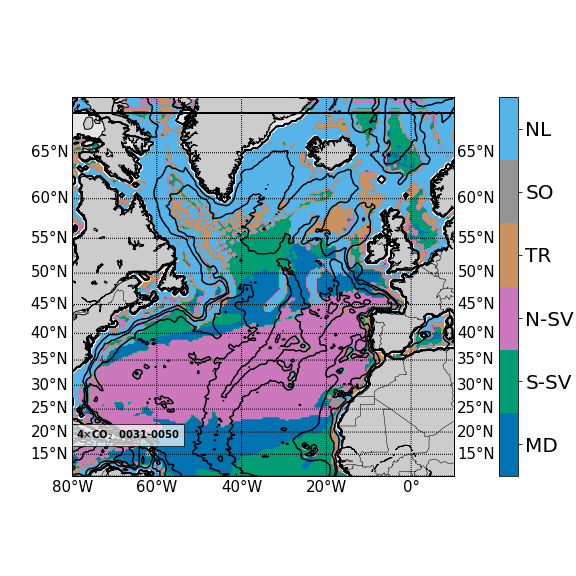 65°N 65°N
60°N 60°N
55°N 55°N
50°N 50°N
45°N 45°N
40°N 40°N
35°N 35°N
30°N 30°N
25°N 25°N
20°N 20°N
15°N 15°N
4×CO₂ 0031-0050
80°W 60°W 40°W 20°W 0°
NL
SO
TR
N-SV
S-SV
MD